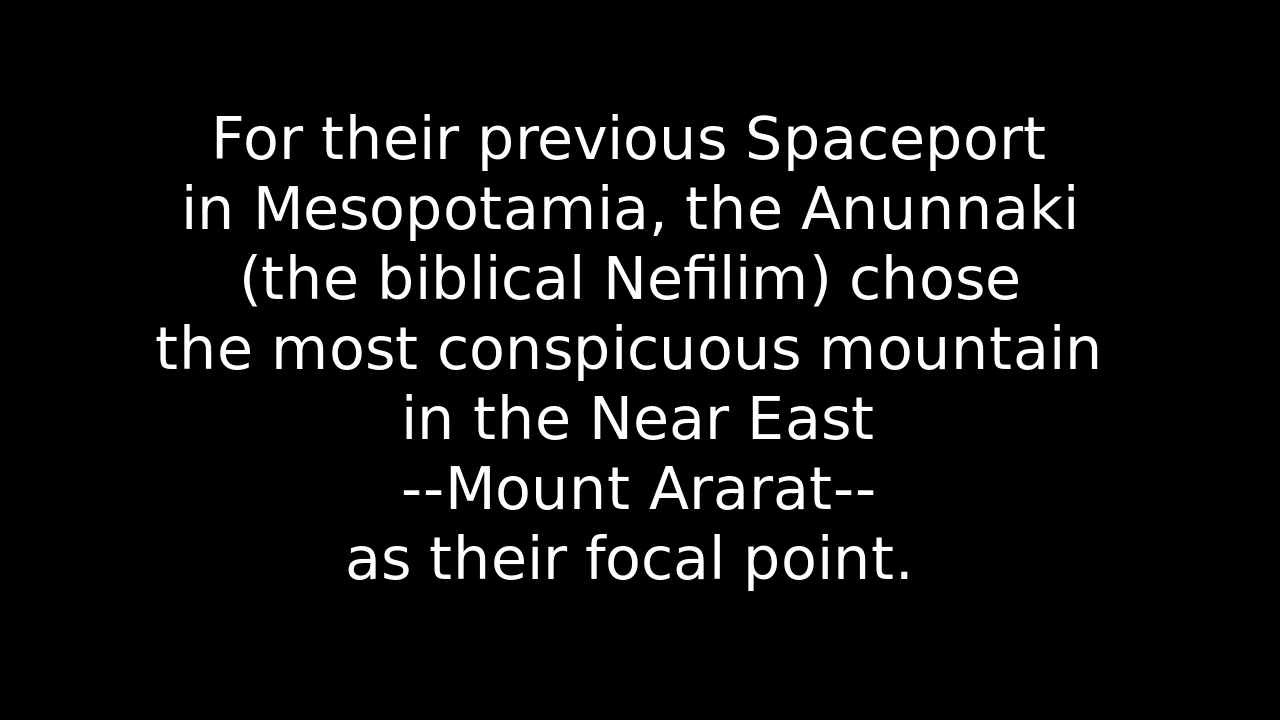 For their previous Spaceport
in Mesopotamia, the Anunnaki
(the biblical Nefilim) chose
the most conspicuous mountain
in the Near East
--Mount Ararat--
as their focal point.